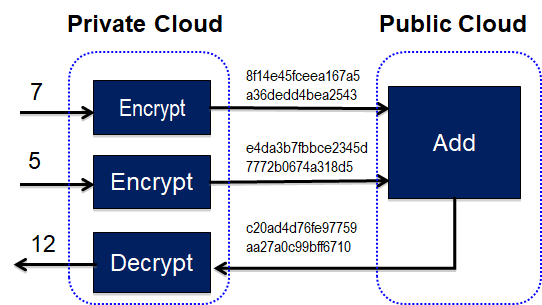 Private Cloud
Public Cloud
7
Encrypt
8f14e45fceea167a5
a36dedd4bea2543
Add
5
Encrypt
e4da3b7fbbce2345d
7772b0674a318d5
12
Decrypt
c20ad4d76fe97759
aa27a0c99bff6710